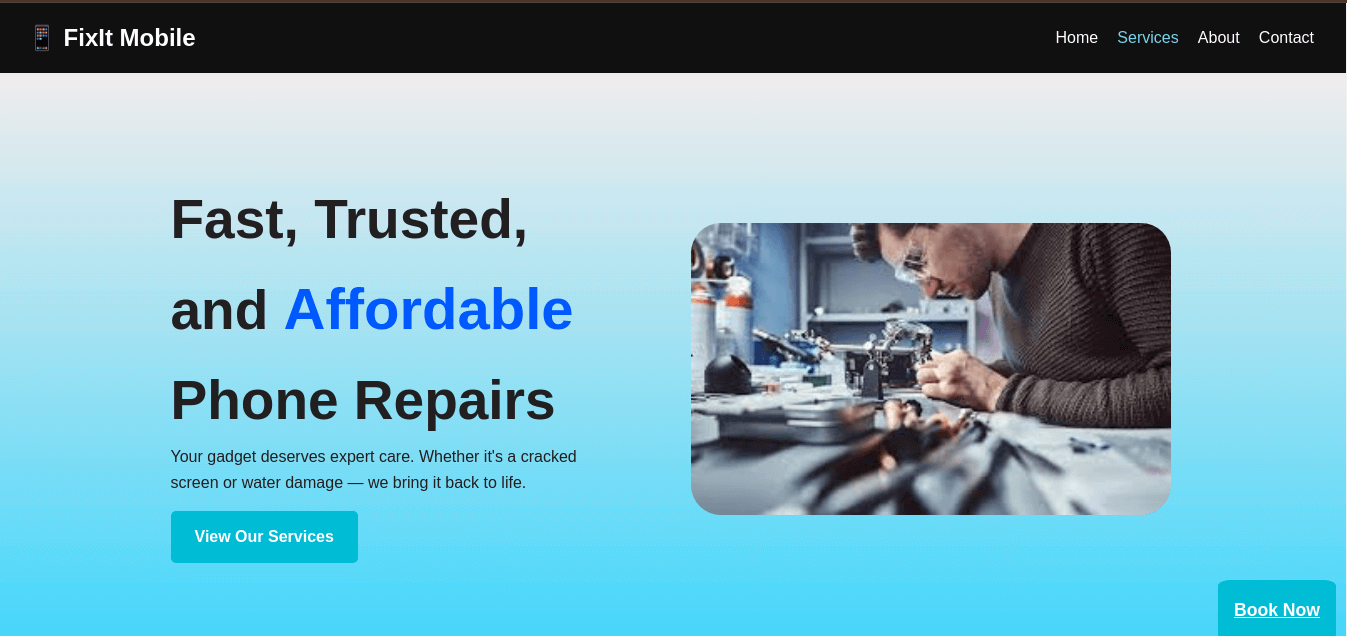 FixIt Mobile
Home Services About Contact
Fast, Trusted,
and Affordable
Phone Repairs
Your gadget deserves expert care. Whether it's a cracked
screen or water damage — we bring it back to life.
View Our Services
Book Now